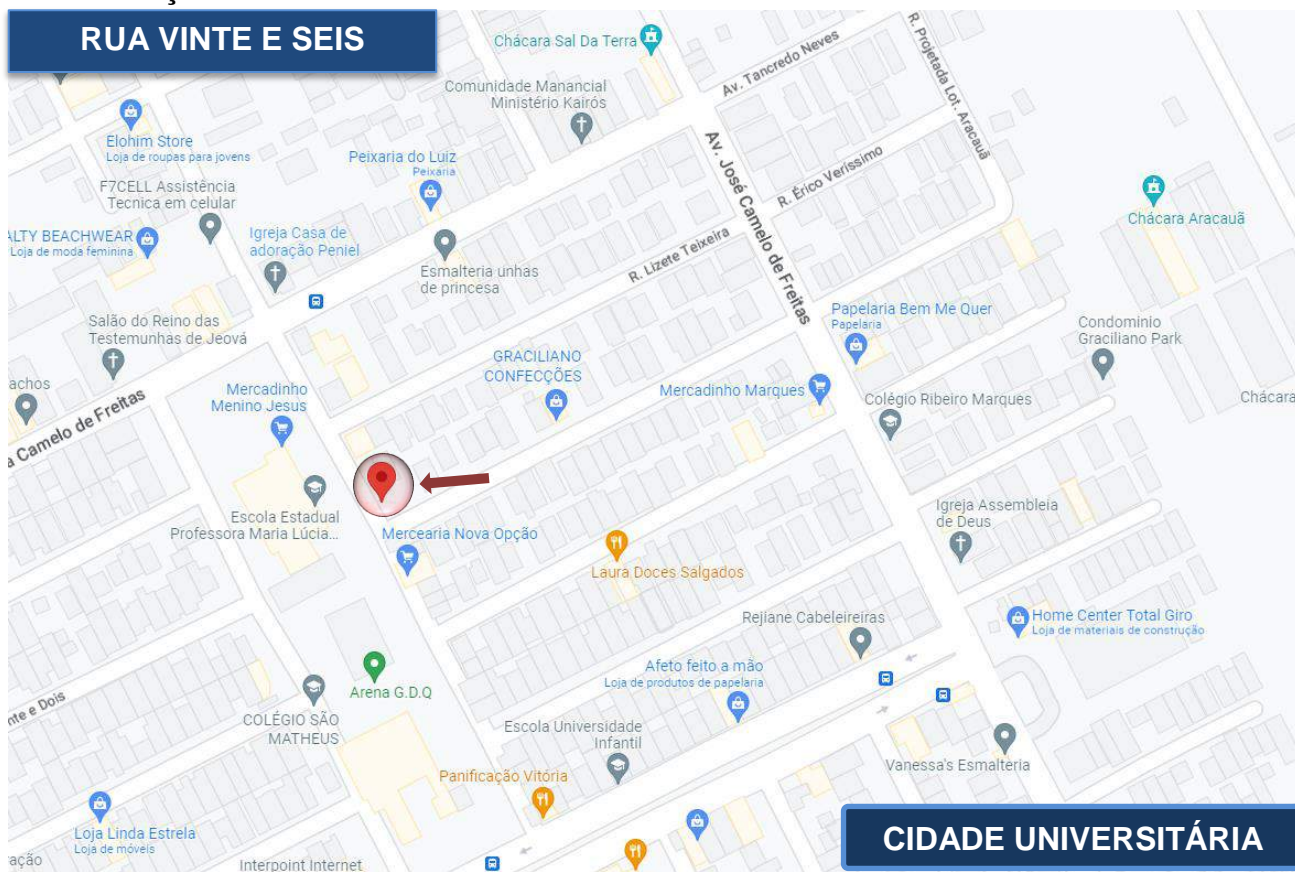 RUA VINTE E SEIS
Chácara Sal Da Terra
Av. Tancredo Neves
R. Projetada Lot. Aracauã
Comunidade Manancial
Ministério Kairós
Elohim Store
Loja de roupas para jovens
Peixaria do Luiz
Peixaria
Av. José Camelo de Freitas
R. Érico Veríssimo
F7CELL Assistência
Tecnica em celular
Chácara Aracauã
ALTY BEACHWEAR
Loja de moda feminina
Igreja Casa de
adoração Peniel
R. Lizete Teixeira
Esmalteria unhas
de princesa
Salão do Reino das
Testemunhas de Jeová
Papelaria Bem Me Quer
Papelaria
Condominio
Graciliano Park
GRACILIANO
CONFECÇÕES
achos
Mercadinho
Menino Jesus
Mercadinho Marques
Colégio Ribeiro Marques
Chácara
a Camelo de Freitas
Escola Estadual
Professora Maria Lúcia...
Mercearia Nova Opção
Igreja Assembleia
de Deus
Laura Doces Salgados
Rejiane Cabeleireiras
Home Center Total Giro
Loja de materiais de construção
Afeto feito a mão
Loja de produtos de papelaria
Arena G.D.Q
nte e Dois
COLÉGIO SÃO
MATHEUS
Escola Universidade
Infantil
Vanessa's Esmalteria
Panificação Vitória
Loja Linda Estrela
Loja de móveis
CIDADE UNIVERSITÁRIA
ação
Interpoint Internet